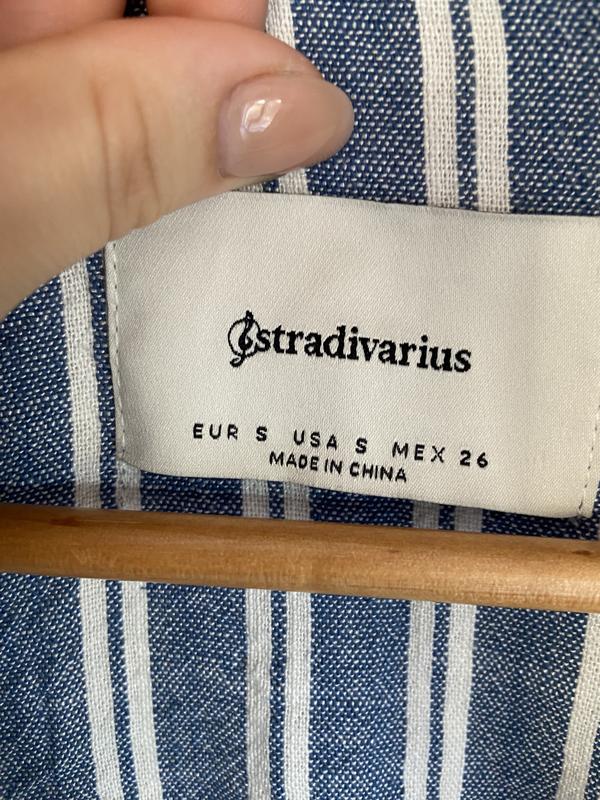 stradivarius
EUR S USA S MEX 26
MADE IN CHINA